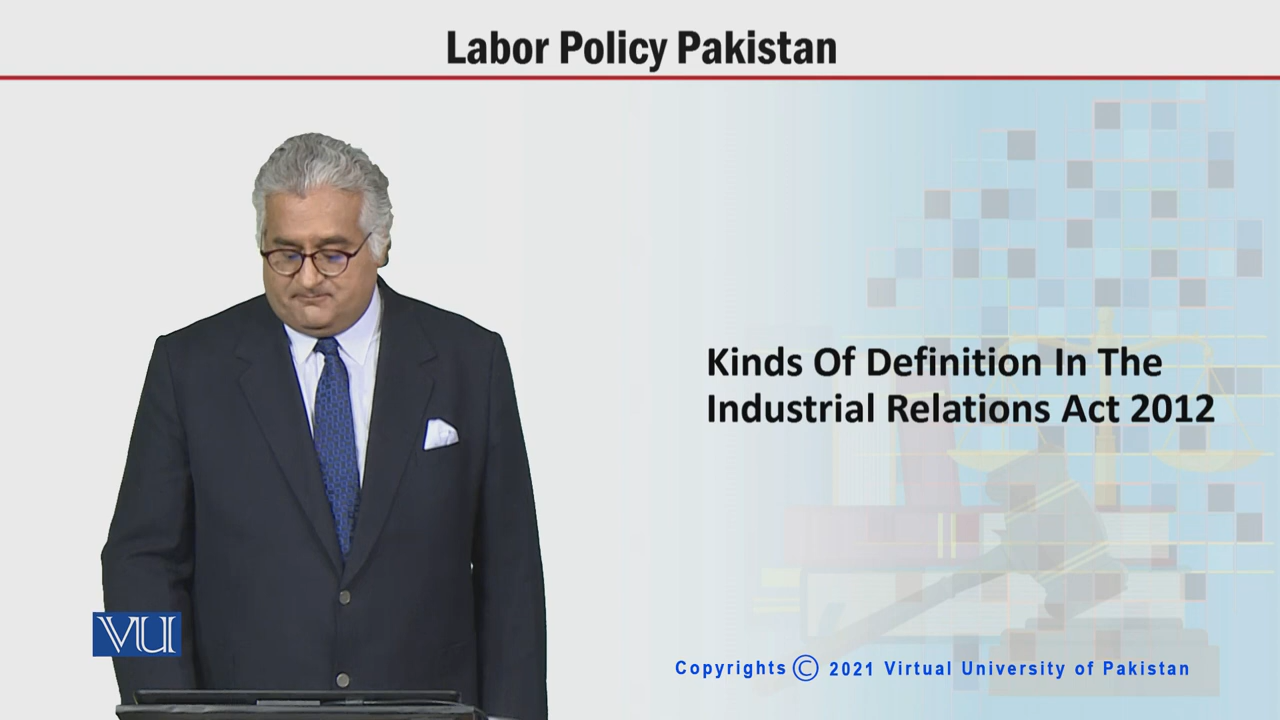 Labor Policy Pakistan
Kinds Of Definition In The
Industrial Relations Act 2012
VU
Copyrights © 2021 Virtual University of Pakistan